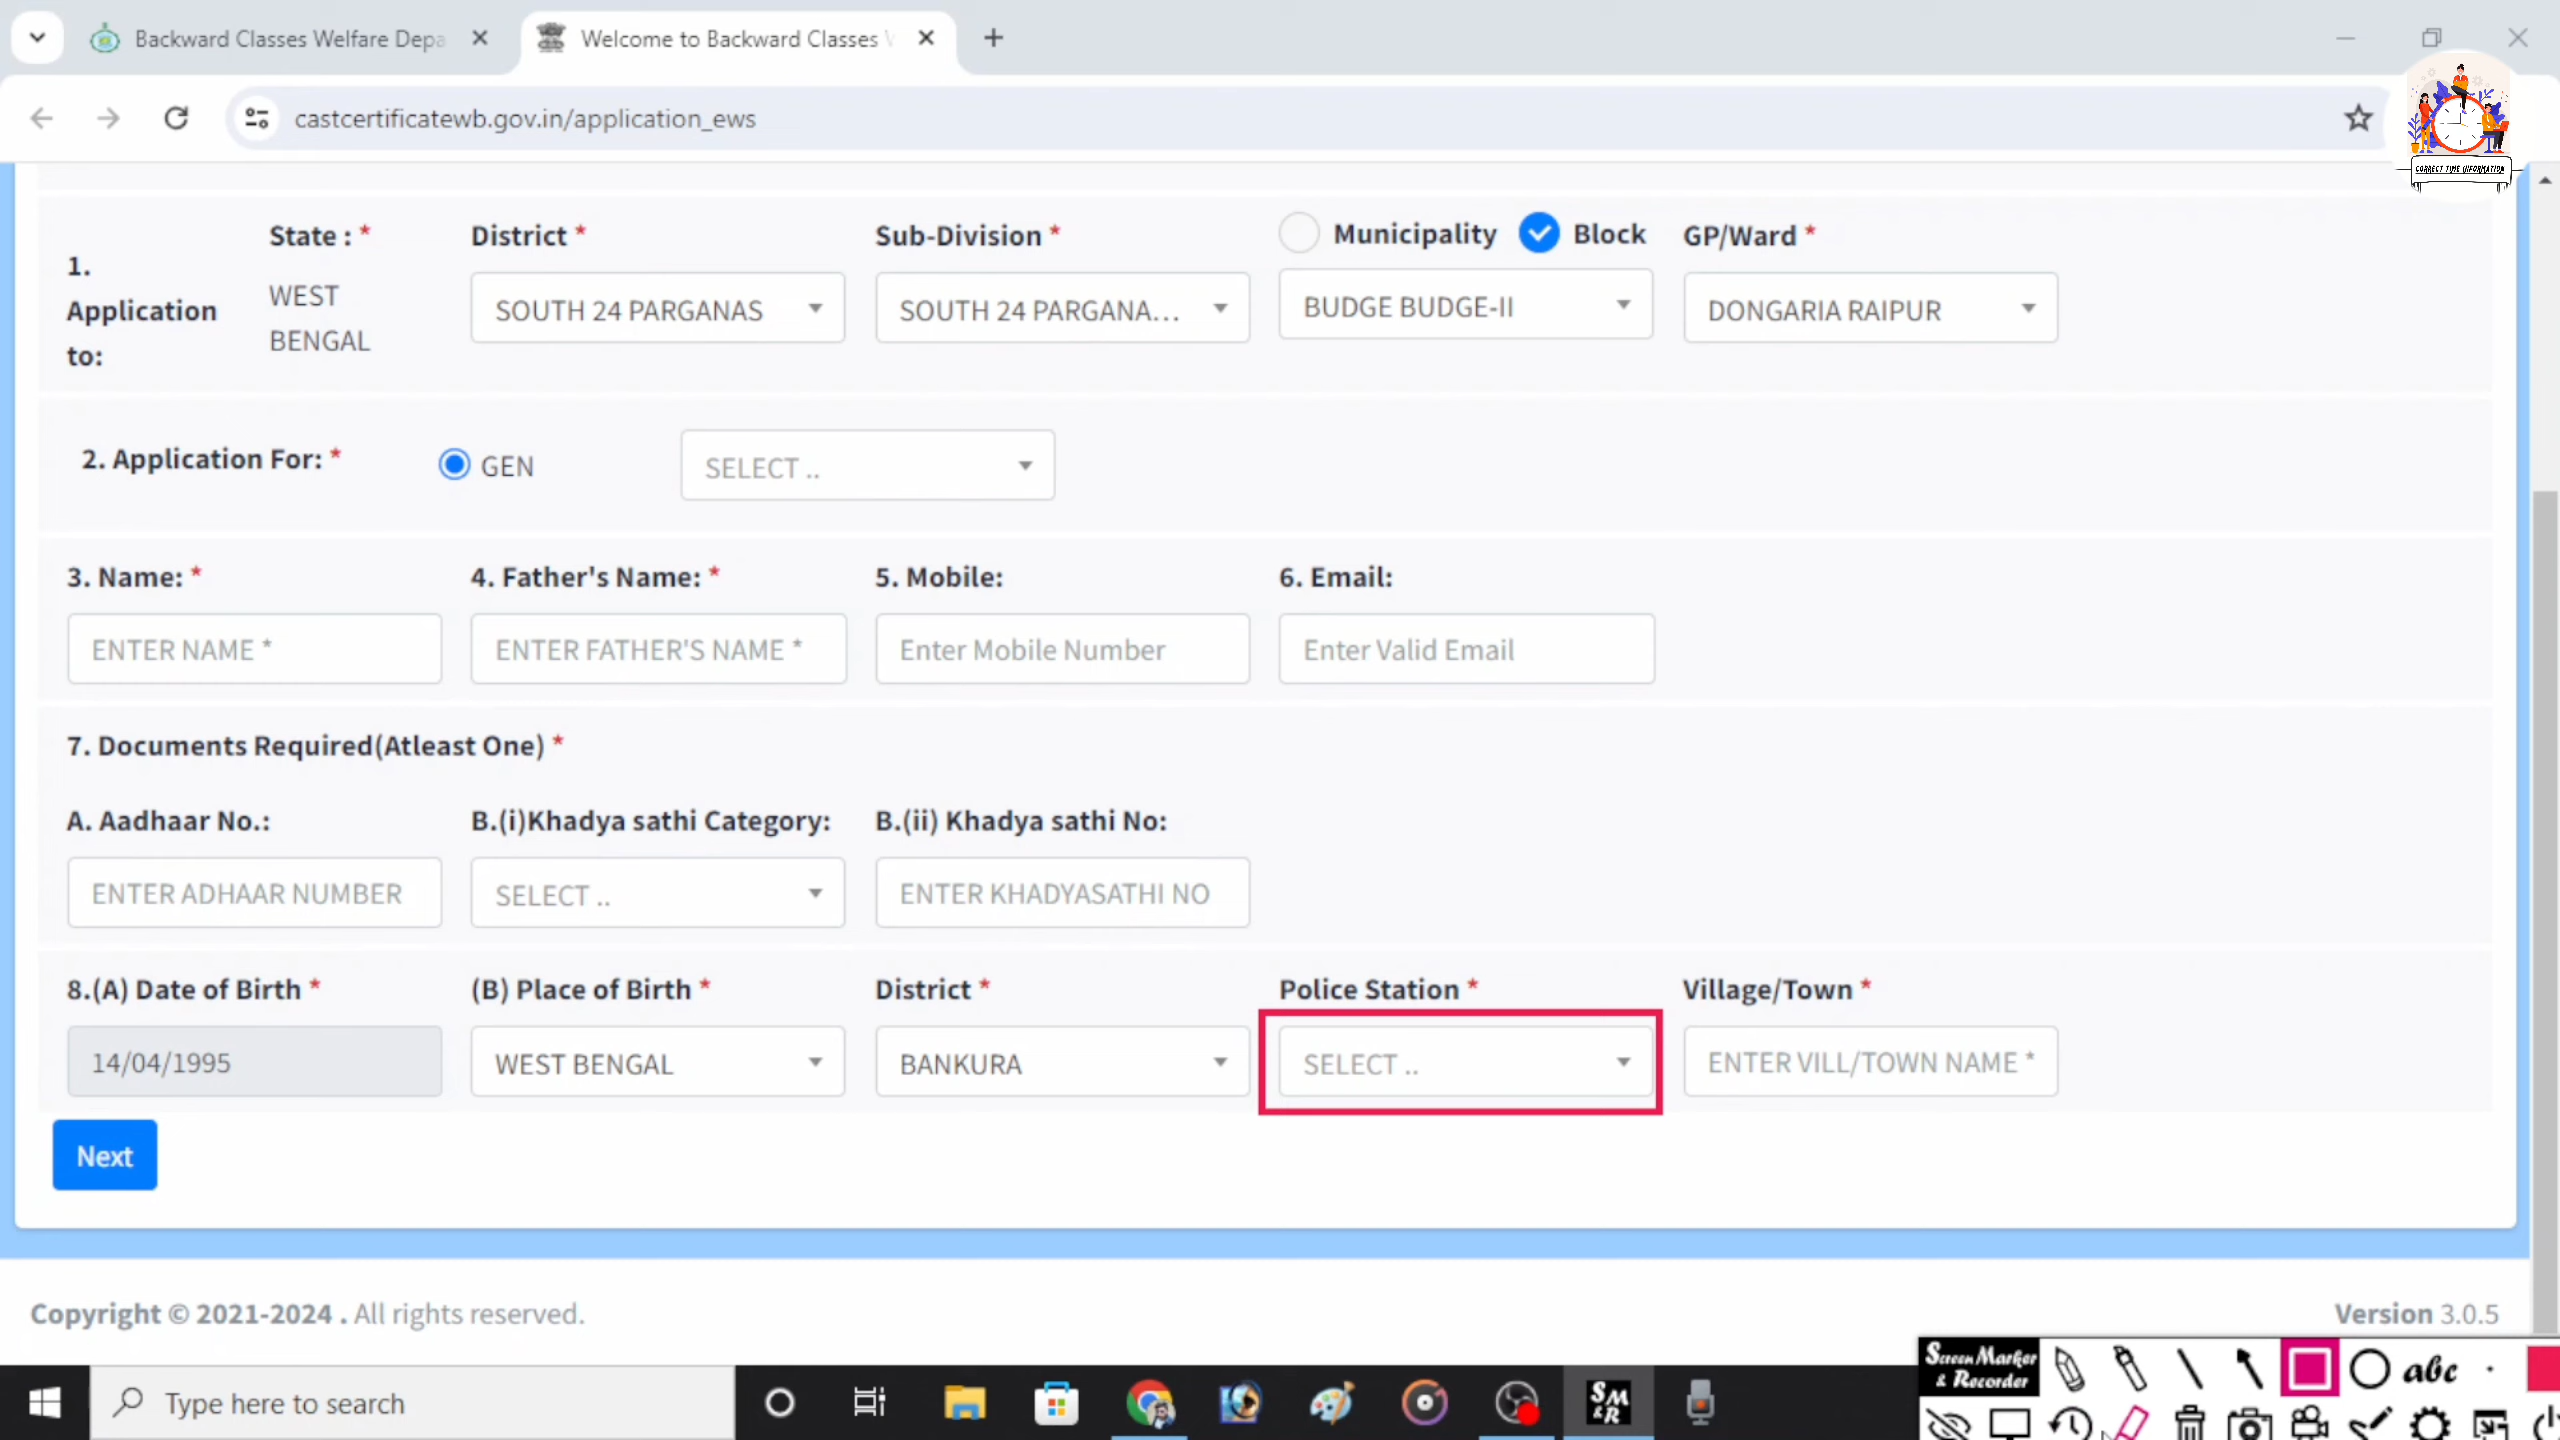 Backward Classes Welfare Depa
Welcome to Backward Classes
castcertificatewb.gov.in/application_ews
CORRECT TIME INFORMATION
State : * District * Sub-Division * Municipality Block GP/Ward *
1. Application to:
WEST BENGAL
SOUTH 24 PARGANAS
SOUTH 24 PARGANA...
BUDGE BUDGE-II
DONGARIA RAIPUR
2. Application For: * GEN SELECT ..
3. Name: * 4. Father's Name: * 5. Mobile: 6. Email:
ENTER NAME * ENTER FATHER'S NAME * Enter Mobile Number Enter Valid Email
7. Documents Required(Atleast One) *
A. Aadhaar No.: B.(i)Khadya sathi Category: B.(ii) Khadya sathi No:
ENTER ADHAAR NUMBER SELECT .. ENTER KHADYASATHI NO
8.(A) Date of Birth * (B) Place of Birth * District * Police Station * Village/Town *
14/04/1995 WEST BENGAL BANKURA SELECT .. ENTER VILL/TOWN NAME *
Next
Copyright © 2021-2024 . All rights reserved. Version 3.0.5
Screen Marker & Recorder abc
Type here to search
SM &R